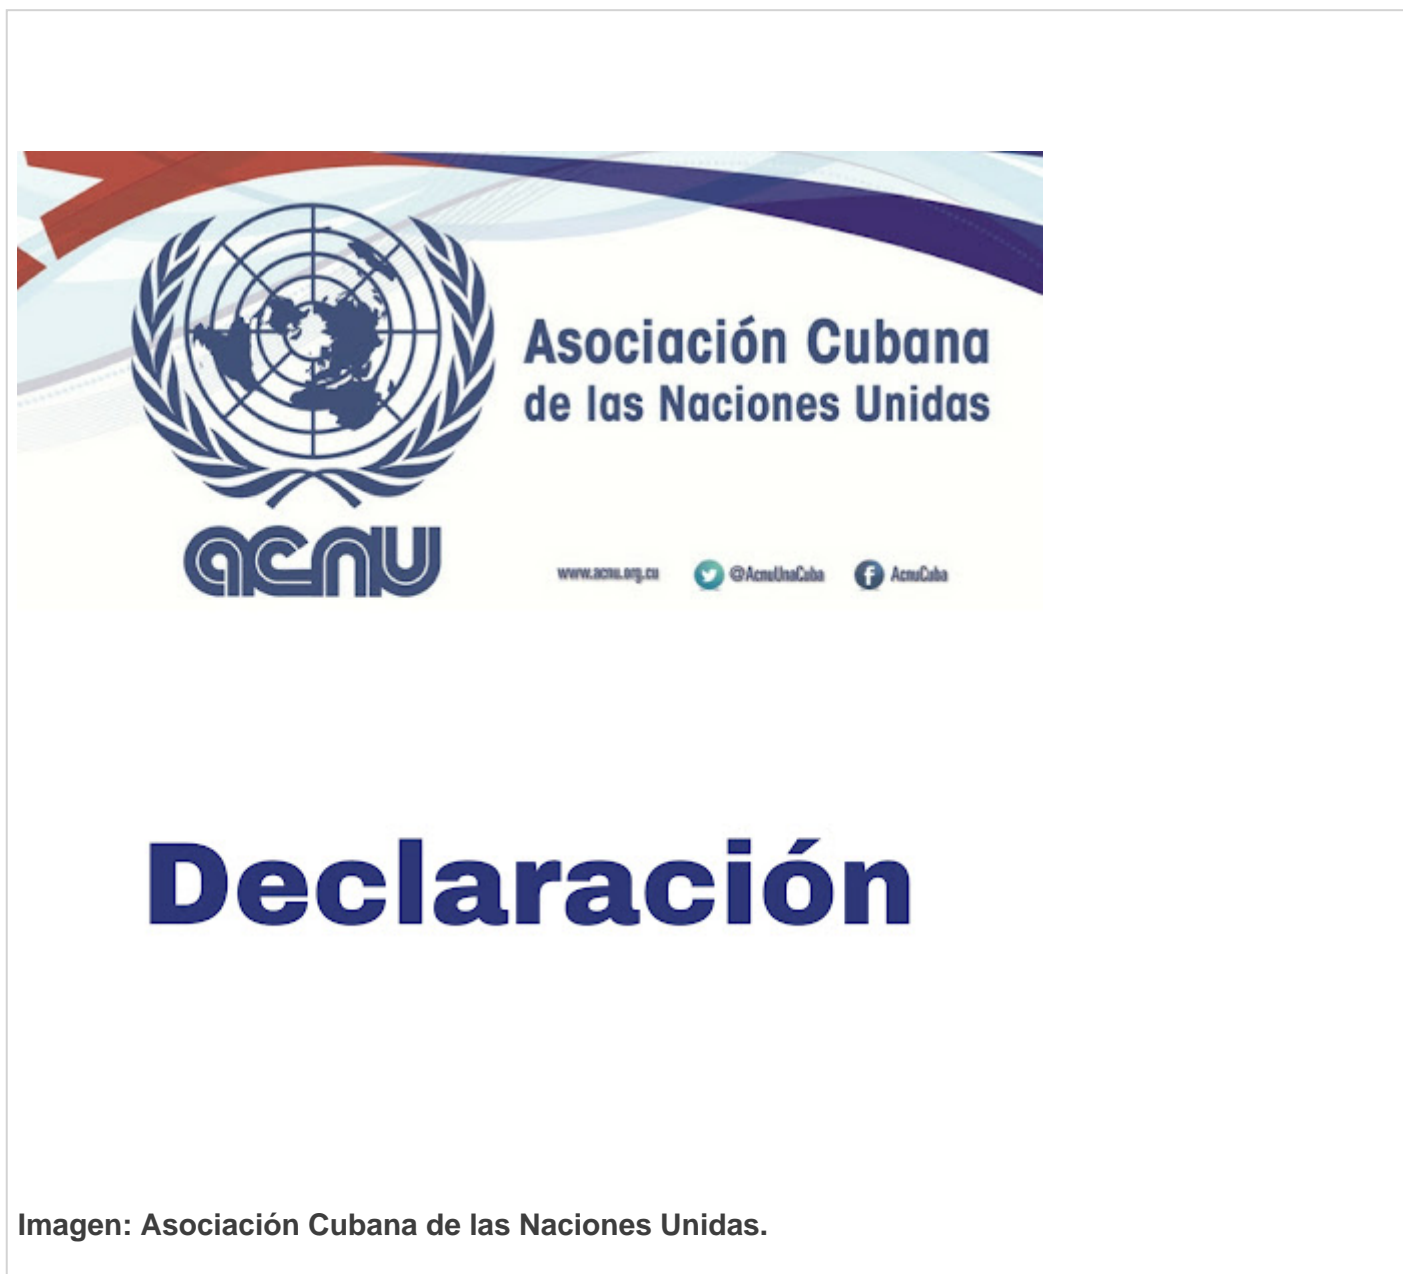 Asociación Cubana
de las Naciones Unidas
acnu
www.acnu.org.cu @AcnuUnaCuba AcnuCuba
Declaración
Imagen: Asociación Cubana de las Naciones Unidas.